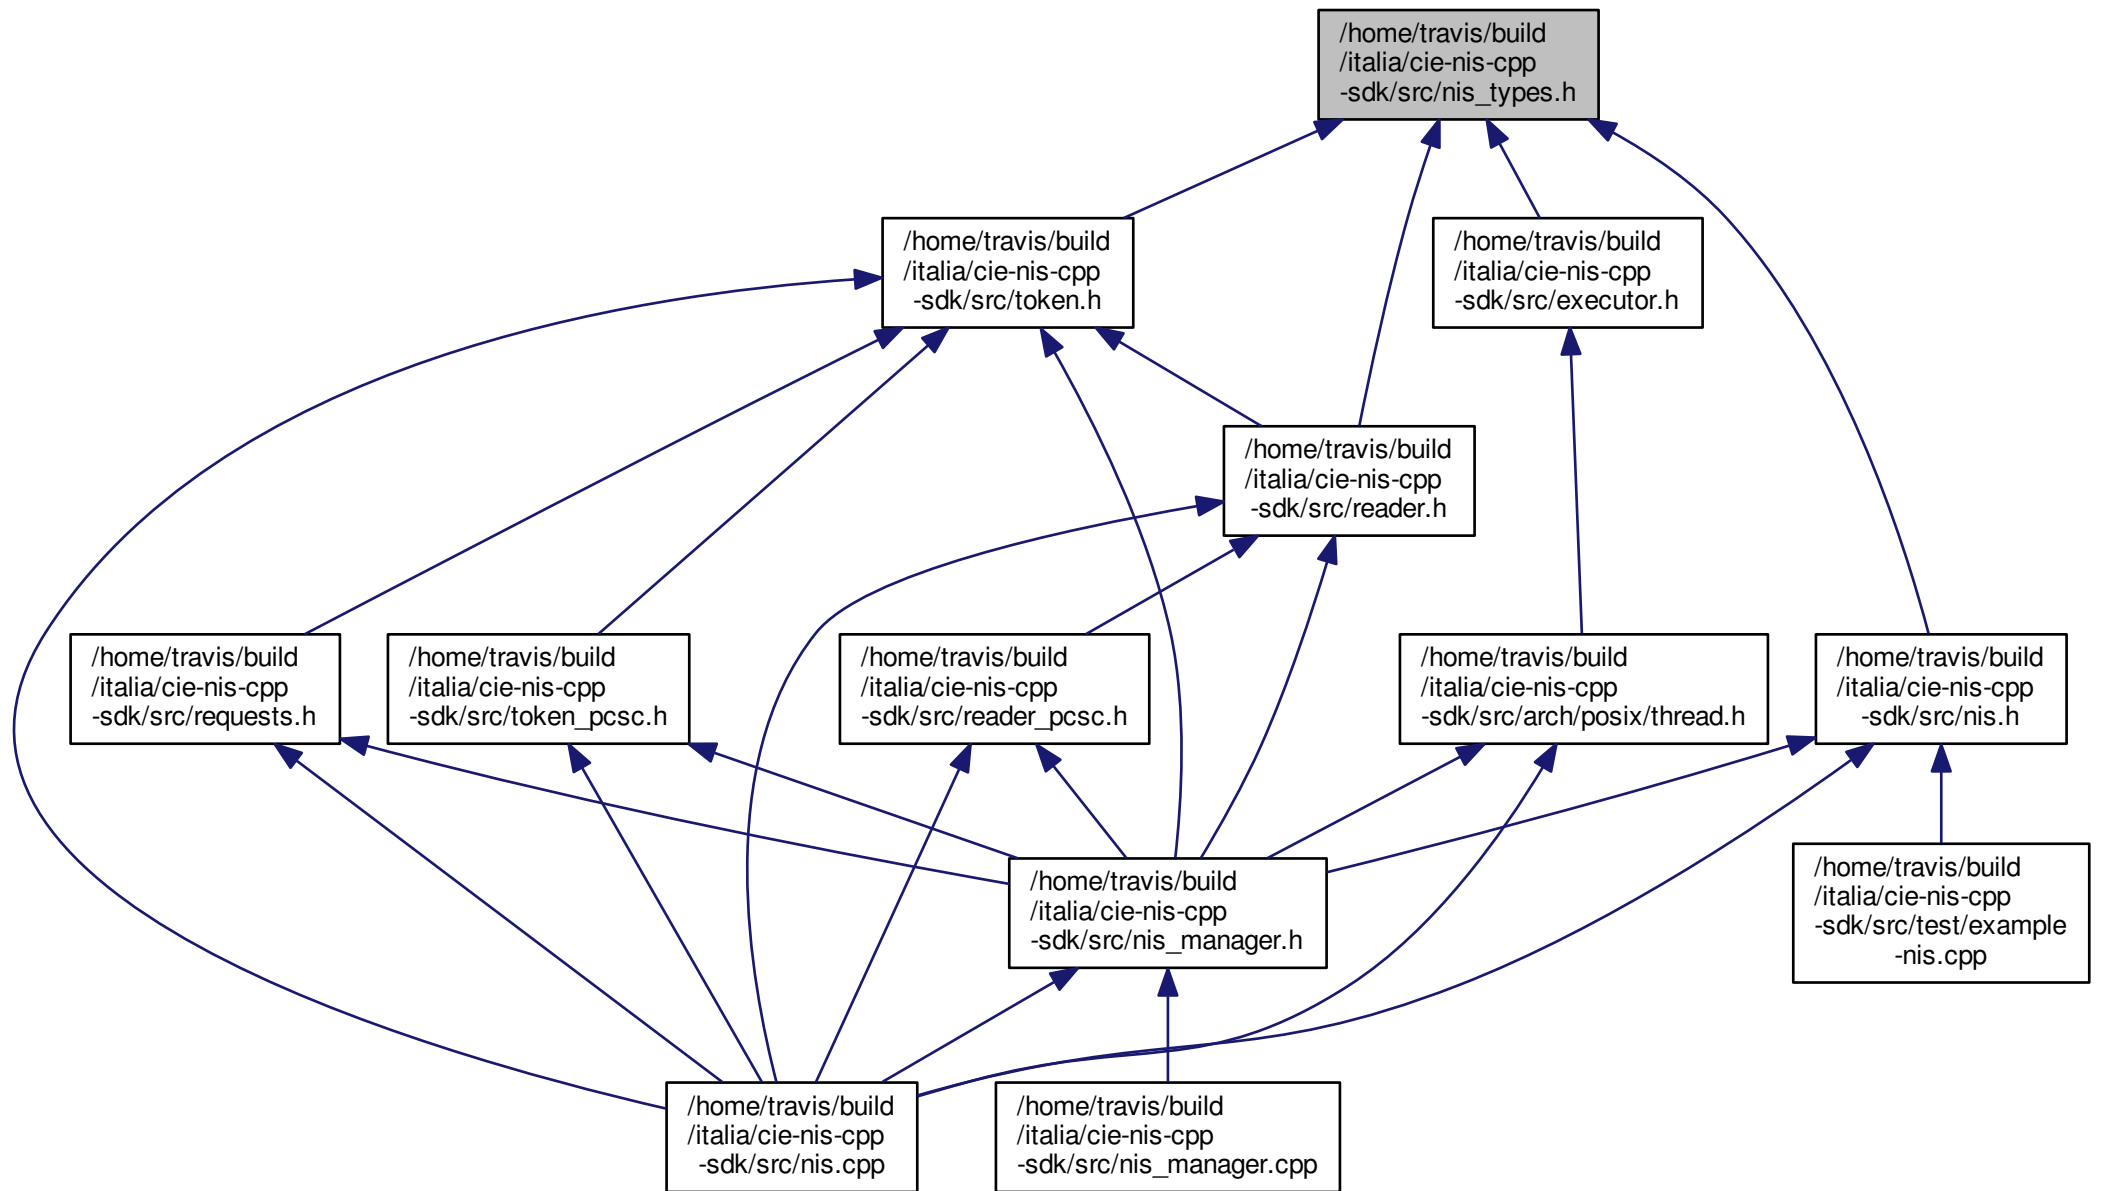 /home/travis/build
/italia/cie-nis-cpp
-sdk/src/nis_types.h
/home/travis/build
/italia/cie-nis-cpp
-sdk/src/token.h
/home/travis/build
/italia/cie-nis-cpp
-sdk/src/executor.h
/home/travis/build
/italia/cie-nis-cpp
-sdk/src/reader.h
/home/travis/build
/italia/cie-nis-cpp
-sdk/src/requests.h
/home/travis/build
/italia/cie-nis-cpp
-sdk/src/token_pcsc.h
/home/travis/build
/italia/cie-nis-cpp
-sdk/src/reader_pcsc.h
/home/travis/build
/italia/cie-nis-cpp
-sdk/src/arch/posix/thread.h
/home/travis/build
/italia/cie-nis-cpp
-sdk/src/nis.h
/home/travis/build
/italia/cie-nis-cpp
-sdk/src/nis_manager.h
/home/travis/build
/italia/cie-nis-cpp
-sdk/src/test/example
-nis.cpp
/home/travis/build
/italia/cie-nis-cpp
-sdk/src/nis.cpp
/home/travis/build
/italia/cie-nis-cpp
-sdk/src/nis_manager.cpp